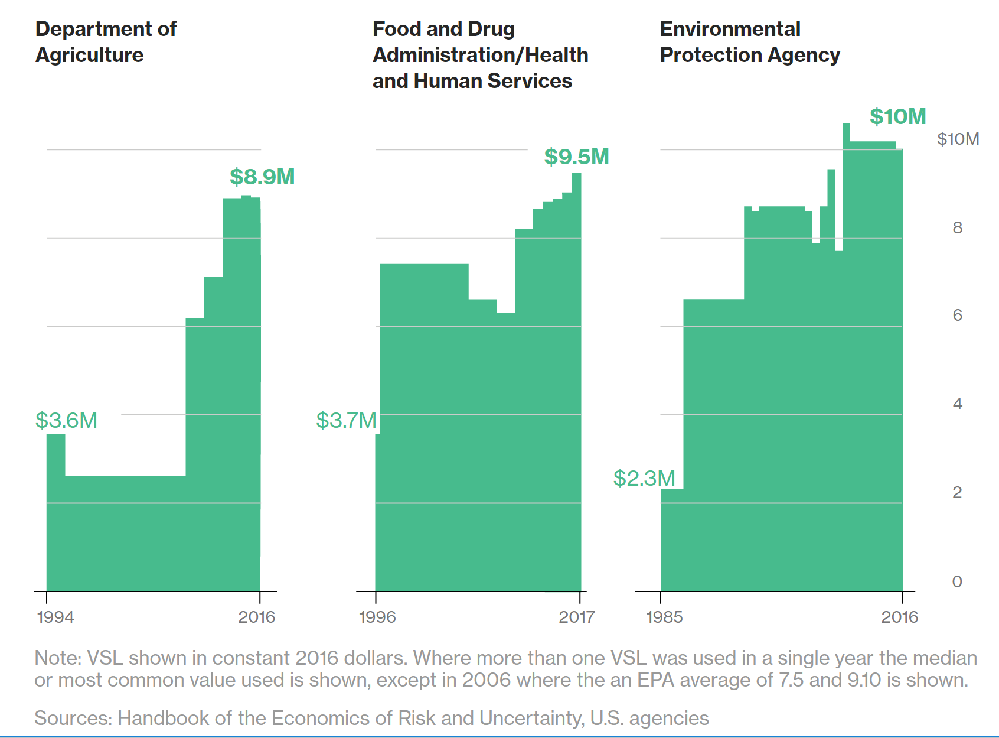 Department of
Agriculture
Food and Drug
Administration/Health
and Human Services
Environmental
Protection Agency
$10M
$10M
$9.5M
$8.9M
8
6
$3.6M
$3.7M
4
$2.3M
2
0
1994
2016
1996
2017
1985
2016
Note: VSL shown in constant 2016 dollars. Where more than one VSL was used in a single year the median
or most common value used is shown, except in 2006 where the an EPA average of 7.5 and 9.10 is shown.
Sources: Handbook of the Economics of Risk and Uncertainty, U.S. agencies